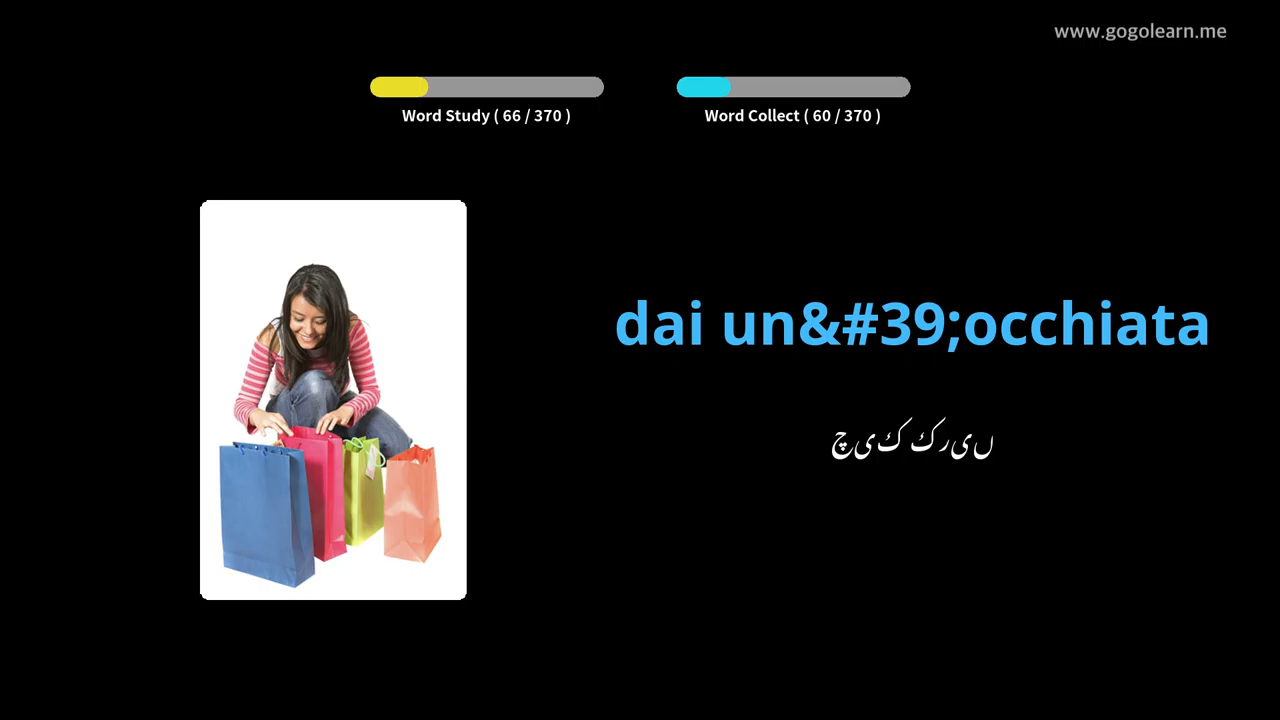 www.gogolearn.me
Word Study ( 66 / 370 )
Word Collect ( 60 / 370 )
dai un&#39;occhiata
چیک کریں